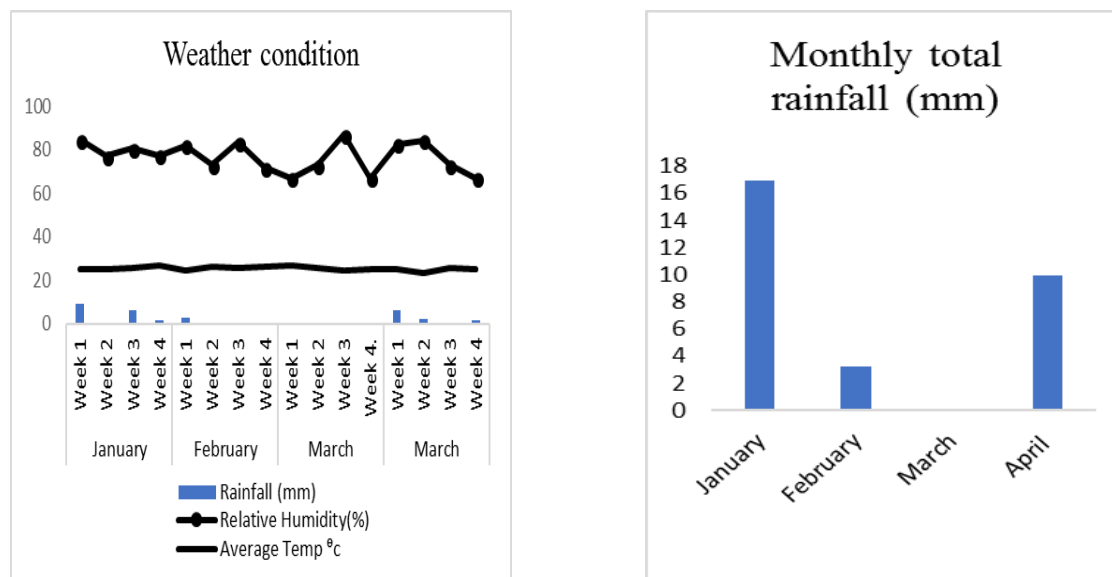 Weather condition
100
80
60
40
20
0
Week 1
Week 2
Week 3
Week 4
Week 1
Week 2
Week 3
Week 4
Week 1
Week 2
Week 3
Week 4.
Week 1
Week 2
Week 3
Week 4
January
February
March
March
Rainfall (mm)
Relative Humidity(%)
Average Temp ⁰c
Monthly total
rainfall (mm)
18
16
14
12
10
8
6
4
2
0
January
February
March
April